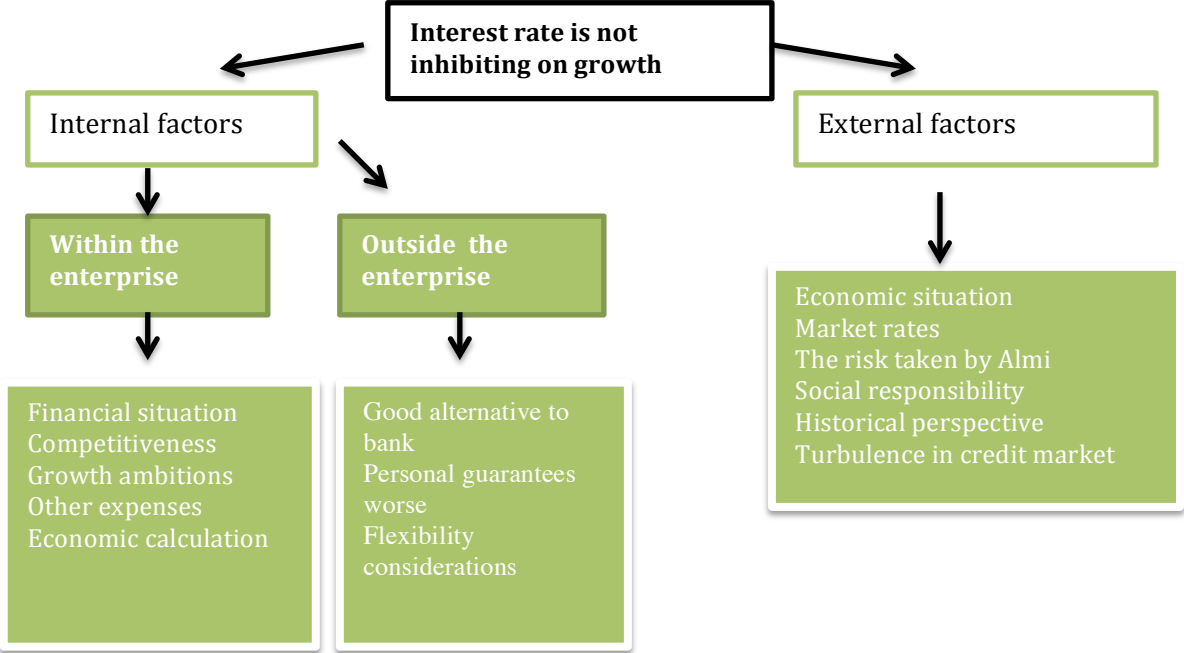 Interest rate is not
inhibiting on growth
Internal factors
External factors
Within the
enterprise
Outside  the
enterprise
Financial situation
Competitiveness
Growth ambitions
Other expenses
Economic calculation
Good alternative to
bank
Personal guarantees
worse
Flexibility
considerations
Economic situation
Market rates
The risk taken by Almi
Social responsibility
Historical perspective
Turbulence in credit market